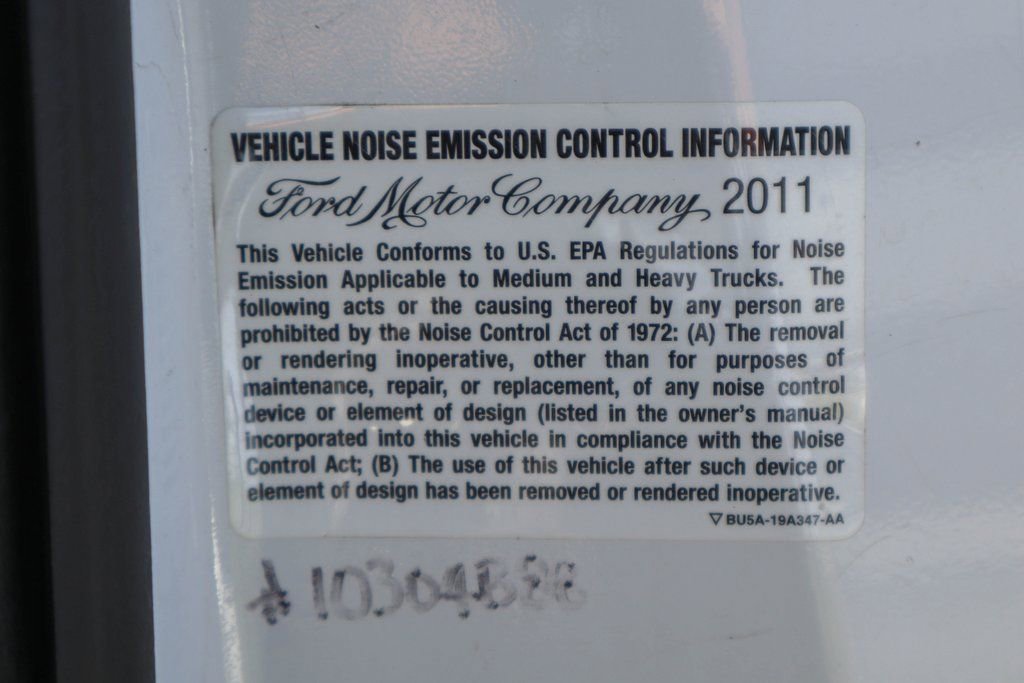 VEHICLE NOISE EMISSION CONTROL INFORMATION
Ford Motor Company 2011
This Vehicle Conforms to U.S. EPA Regulations for Noise
Emission Applicable to Medium and Heavy Trucks. The
following acts or the causing thereof by any person are
prohibited by the Noise Control Act of 1972: (A) The removal
or rendering inoperative, other than for purposes of
maintenance, repair, or replacement, of any noise control
device or element of design (listed in the owner's manual)
incorporated into this vehicle in compliance with the Noise
Control Act; (B) The use of this vehicle after such device or
element of design has been removed or rendered inoperative.
▽ BU5A-19A347-AA